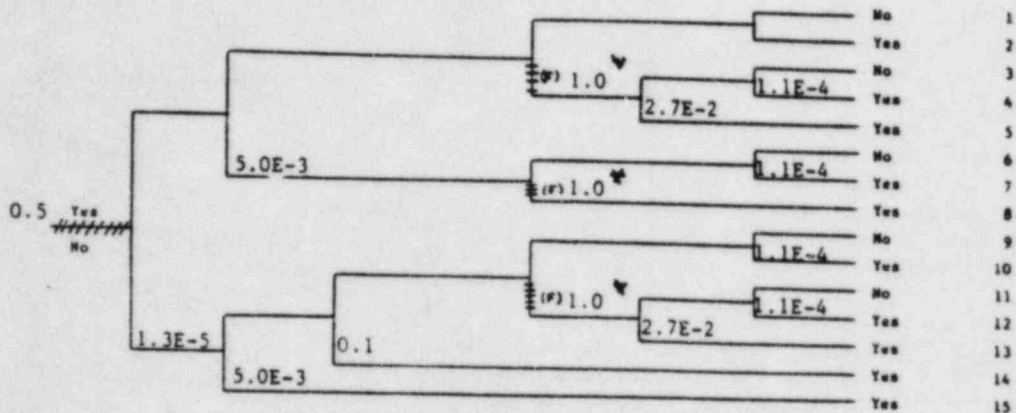 No 1
Yes 2
(F) 1.0 No 3
1.1E-4
2.7E-2 Yes 4
Yes 5
No 6
5.0E-3 1.1E-4
(F) 1.0 Yes 7
0.5 Yes Yes 8
No No 9
1.1E-4
Yes 10
(F) 1.0 No 11
1.1E-4
1.3E-5 0.1 2.7E-2 Yes 12
Yes 13
5.0E-3 Yes 14
Yes 15